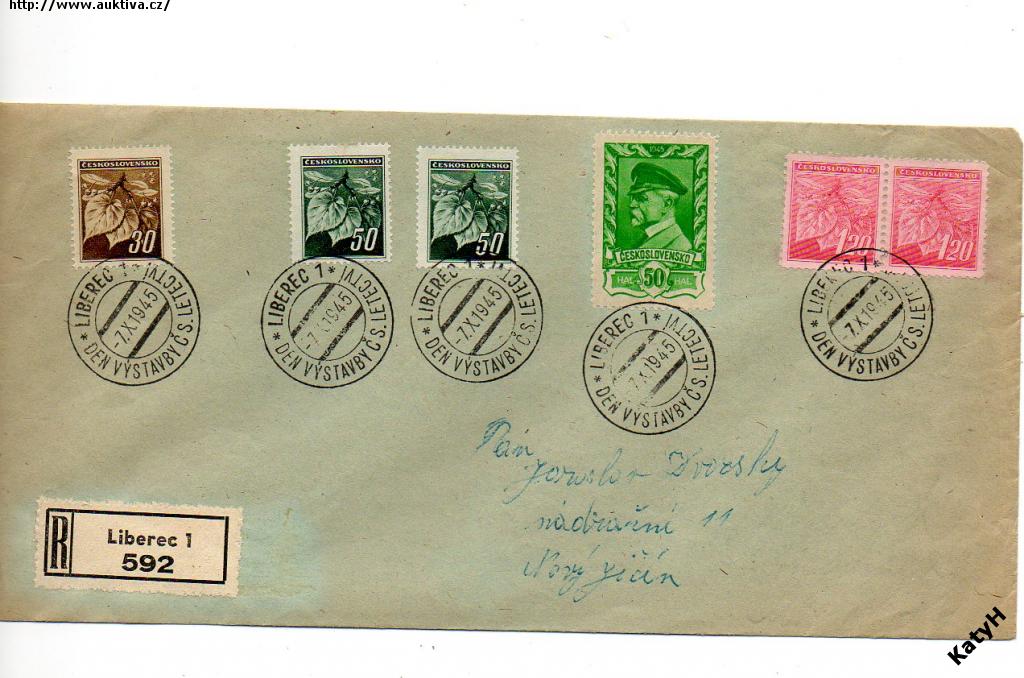 http://www.auktiva.cz/
ČESKOSLOVENSKO
30
ČESKOSLOVENSKO
50
ČESKOSLOVENSKO
50
1945
ČESKOSLOVENSKO
HAL 50 HAL
ČESKOSLOVENSKO
1.20
ČESKOSLOVENSKO
1.20
* LIBEREC 1 * DEN VÝSTAVBY ČS. LETECTVÍ
-7.X.1945
* LIBEREC 1 * DEN VÝSTAVBY ČS. LETECTVÍ
-7.X.1945
* LIBEREC 1 * DEN VÝSTAVBY ČS. LETECTVÍ
-7.X.1945
* LIBEREC 1 * DEN VÝSTAVBY ČS. LETECTVÍ
-7.X.1945
* LIBEREC 1 * DEN VÝSTAVBY ČS. LETECTVÍ
-7.X.1945
Pan
Jaroslav Dvorský
nádražní 11
Nový Jičín
R Liberec 1
592
KatyH